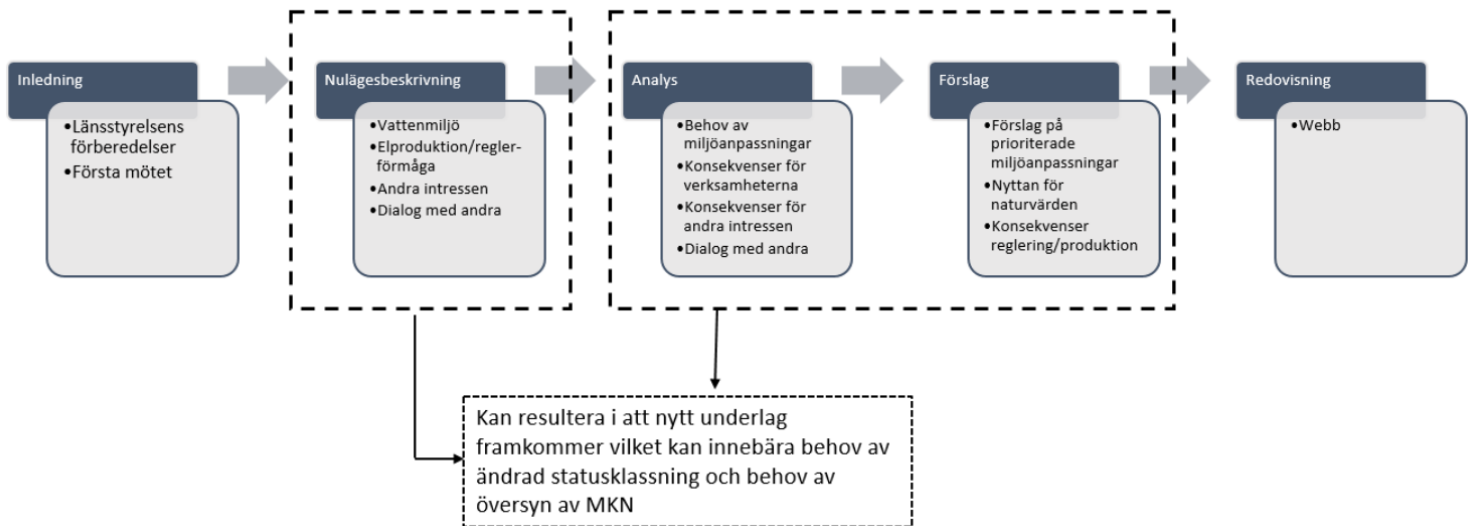 Inledning
•Länsstyrelsens
förberedelser
•Första mötet
Nulägesbeskrivning
•Vattenmiljö
•Elproduktion/regler-
förmåga
•Andra intressen
•Dialog med andra
Analys
•Behov av
miljöanpassningar
•Konsekvenser för
verksamheterna
•Konsekvenser för
andra intressen
•Dialog med andra
Förslag
•Förslag på
prioriterade
miljöanpassningar
•Nyttan för
naturvärden
•Konsekvenser
reglering/produktion
Redovisning
•Webb
Kan resultera i att nytt underlag
framkommer vilket kan innebära behov av
ändrad statusklassning och behov av
översyn av MKN